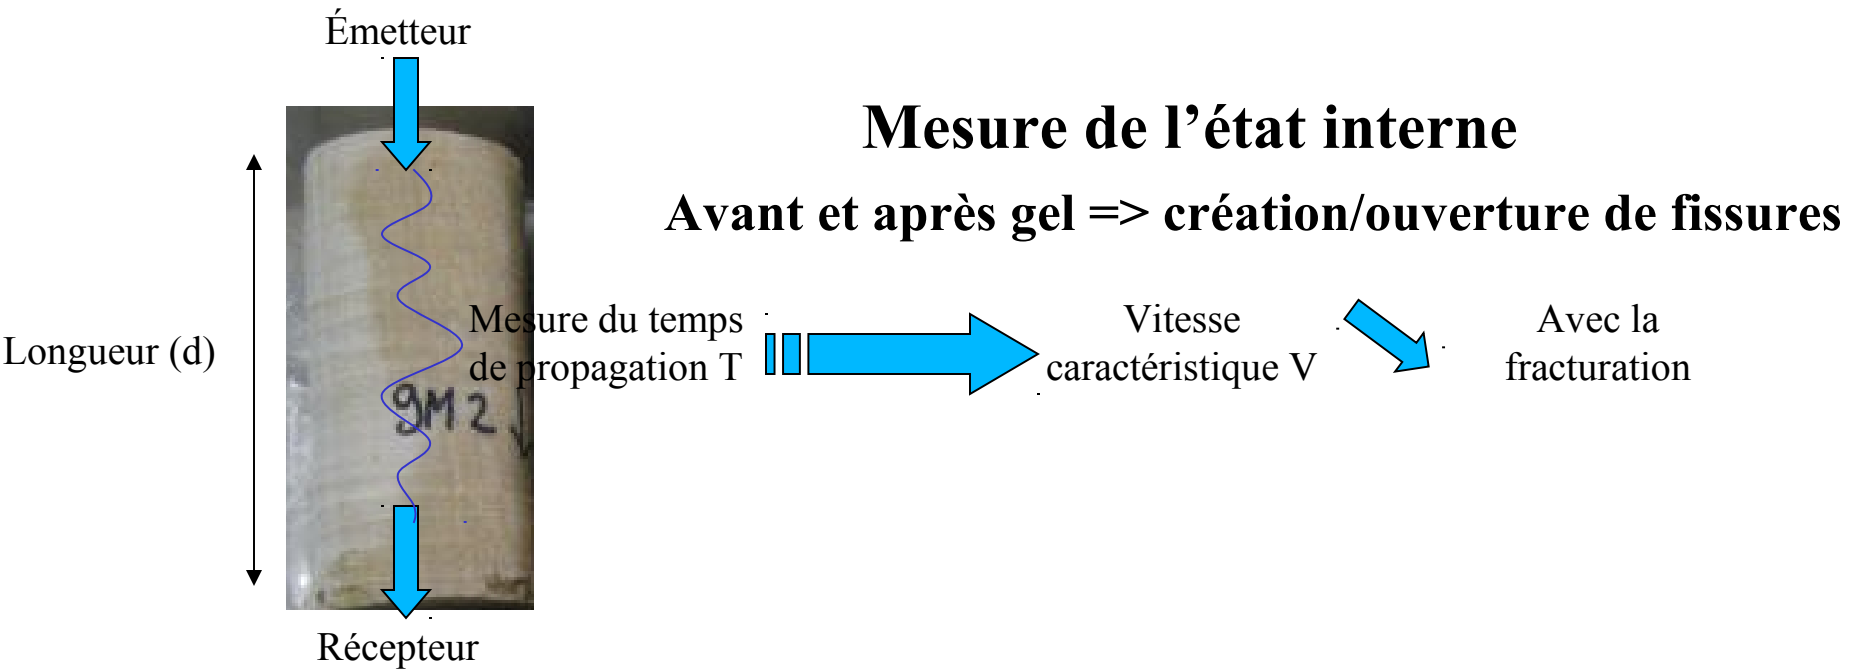 Émetteur
Mesure de l’état interne
Avant et après gel => création/ouverture de fissures
Longueur (d)
Mesure du temps
de propagation T
Vitesse
caractéristique V
Avec la
fracturation
9M2
Récepteur